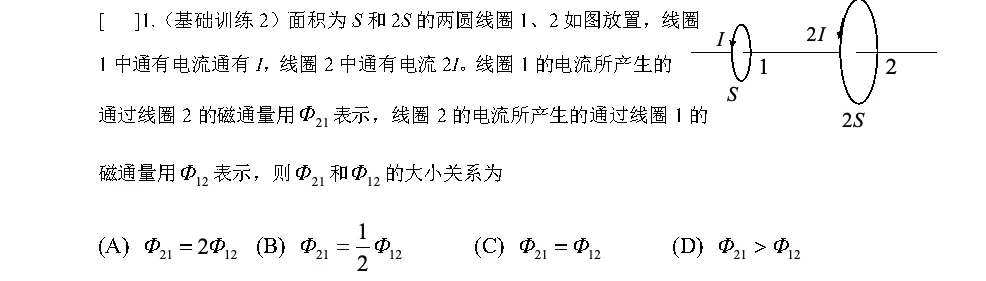 [ ]1.（基础训练 2）面积为 S 和 2S 的两圆线圈 1、2 如图放置，线圈
1 中通有电流通有 I，线圈 2 中通有电流 2I。线圈 1 的电流所产生的
通过线圈 2 的磁通量用 Φ₂₁ 表示，线圈 2 的电流所产生的通过线圈 1 的
磁通量用 Φ₁₂ 表示，则 Φ₂₁ 和 Φ₁₂ 的大小关系为
(A) Φ₂₁ = 2Φ₁₂ (B) Φ₂₁ = 1/2 Φ₁₂ (C) Φ₂₁ = Φ₁₂ (D) Φ₂₁ > Φ₁₂
I 2I
1 2
S 2S